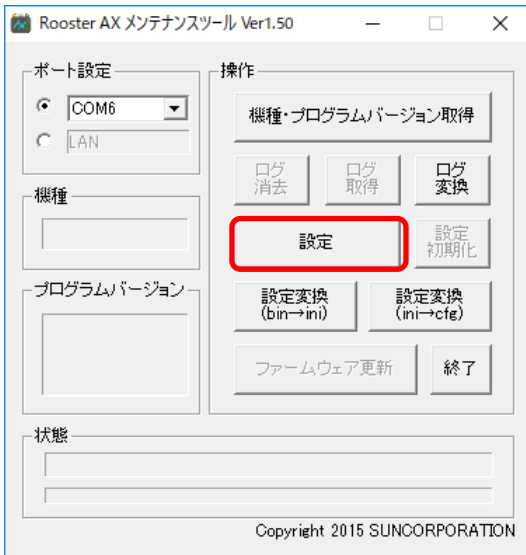 Rooster AX メンテナンスツール Ver1.50
ポート設定
COM6
LAN
機種
プログラムバージョン
操作
機種・プログラムバージョン取得
ログ
消去
ログ
取得
ログ
変換
設定
設定
初期化
設定変換
(bin→ini)
設定変換
(ini→cfg)
ファームウェア更新
終了
状態
Copyright 2015 SUNCORPORATION